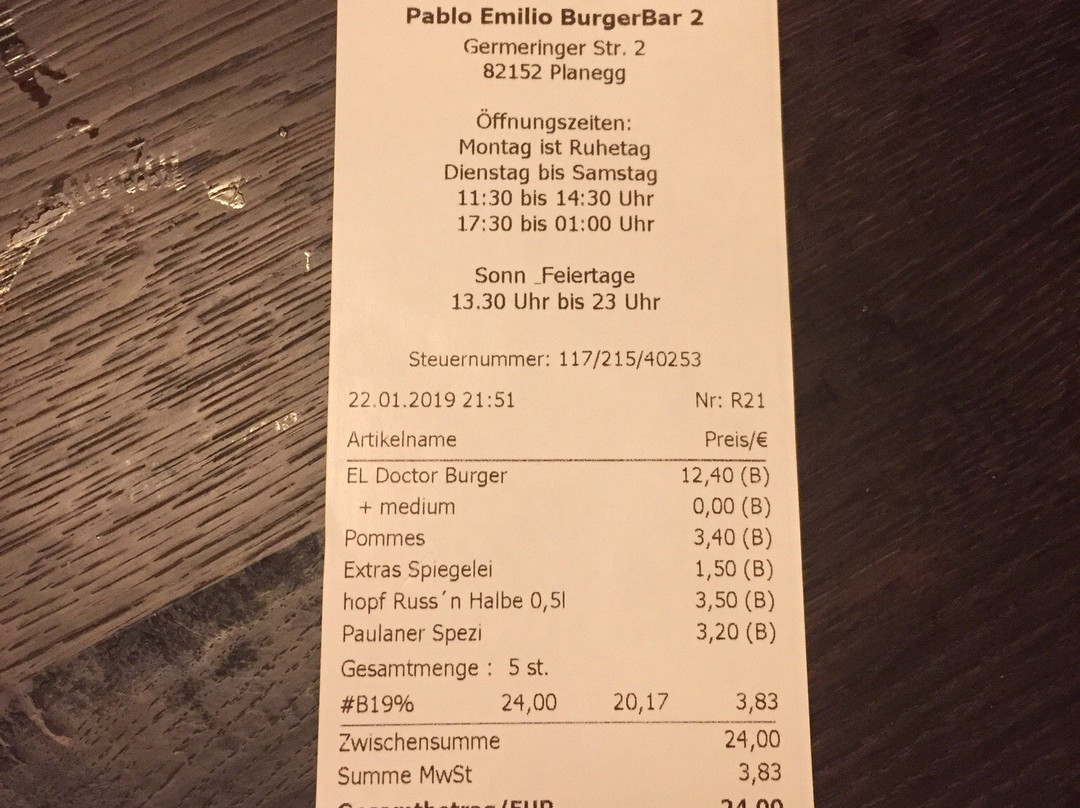 Pablo Emilio BurgerBar 2
Germeringer Str. 2
82152 Planegg
Öffnungszeiten:
Montag ist Ruhetag
Dienstag bis Samstag
11:30 bis 14:30 Uhr
17:30 bis 01:00 Uhr
Sonn _Feiertage
13.30 Uhr bis 23 Uhr
Steuernummer: 117/215/40253
22.01.2019 21:51 Nr: R21
Artikelname Preis/€
EL Doctor Burger 12,40 (B)
+ medium 0,00 (B)
Pommes 3,40 (B)
Extras Spiegelei 1,50 (B)
hopf Russ´n Halbe 0,5l 3,50 (B)
Paulaner Spezi 3,20 (B)
Gesamtmenge : 5 st.
#B19% 24,00 20,17 3,83
Zwischensumme 24,00
Summe MwSt 3,83
Gesamtbetrag/EUR 24,00